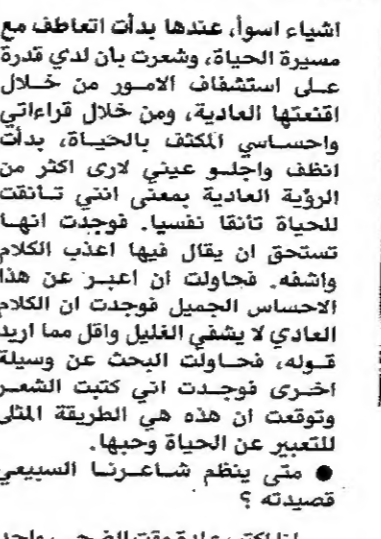 اشياء اسوأ، عندها بدأت اتعاطف مع
مسيرة الحياة، وشعرت بان لدي قدرة
على استشفاف الامور من خلال
اقنعتها العادية، ومن خلال قراءاتي
واحساسي المكثف بالحياة، بدأت
انظف واجلو عيني لارى اكثر من
الرؤية العادية بمعنى انني تأنقت
للحياة تأنقا نفسيا. فوجدت انها
تستحق ان يقال فيها اعذب الكلام
واشفه. فحاولت ان اعبر عن هذا
الاحساس الجميل فوجدت ان الكلام
العادي لا يشفي الغليل واقل مما اريد
قوله، فحاولت البحث عن وسيلة
اخرى فوجدت اني كتبت الشعر
وتوقعت ان هذه هي الطريقة المثلى
للتعبير عن الحياة وحبها.
● متى ينظم شاعرنا السبيعي
قصيدته ؟